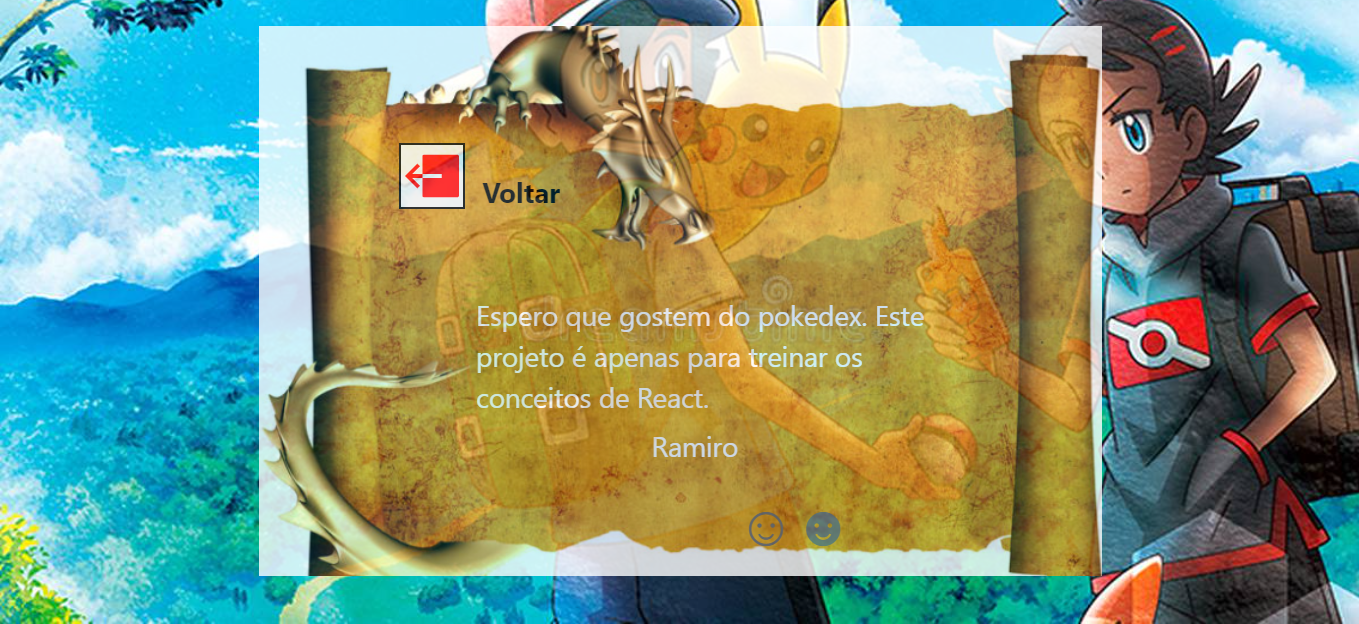 Voltar
Espero que gostem do pokedex. Este
projeto é apenas para treinar os
conceitos de React.
Ramiro